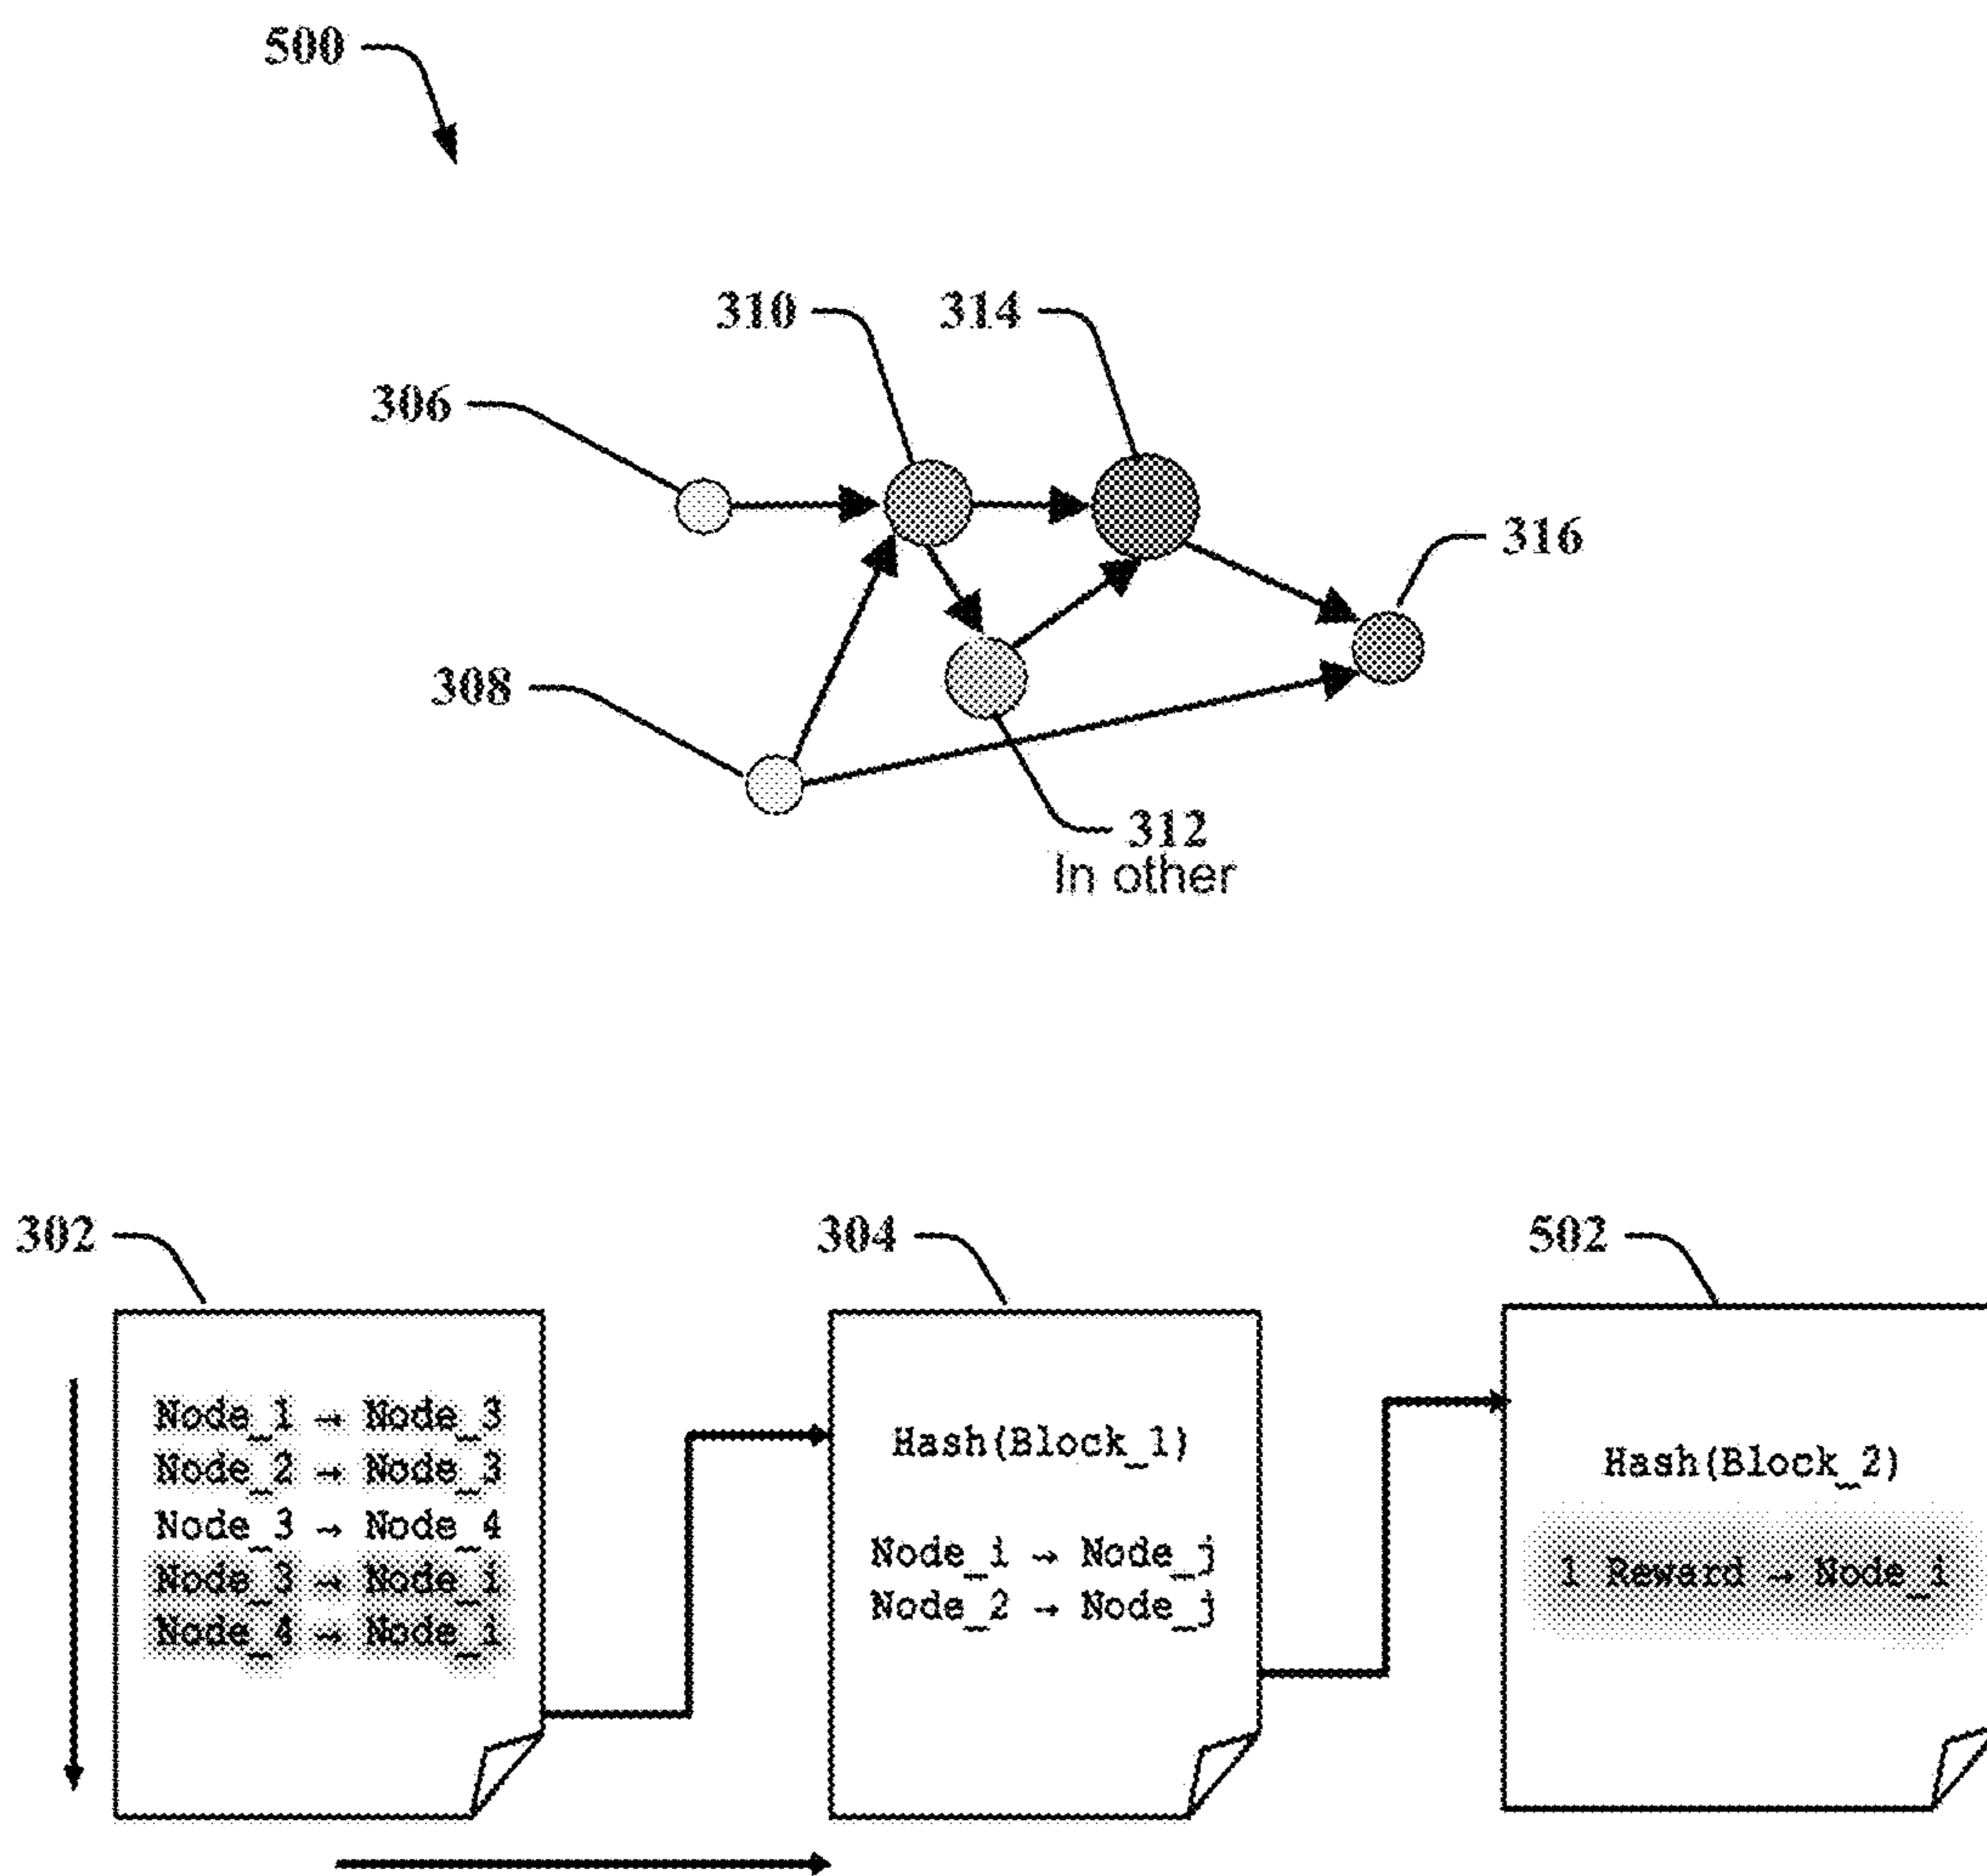 500
310
314
306
316
308
312
In other
302
304
502
Node_1 → Node_3
Node_2 → Node_3
Node_3 → Node_4
Node_3 → Node_i
Node_4 → Node_i
Hash(Block_1)
Node_i → Node_j
Node_2 → Node_j
Hash(Block_2)
1 Reward → Node_i